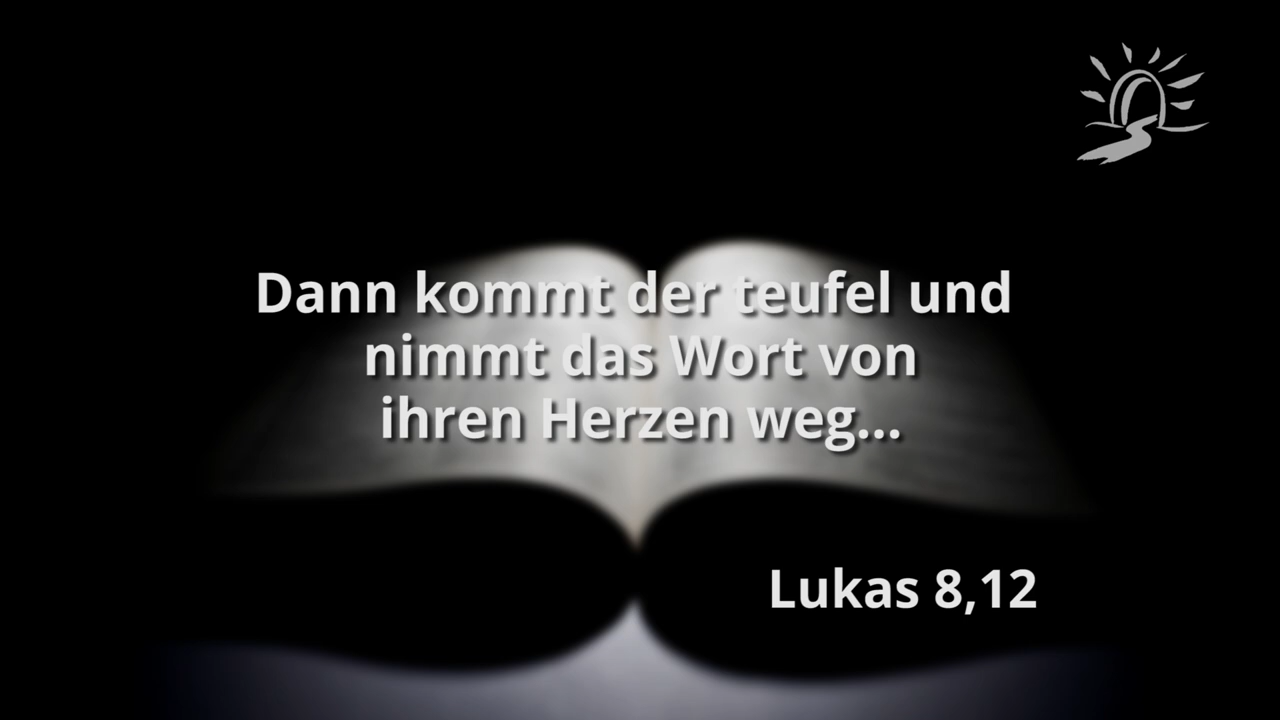 Dann kommt der teufel und
nimmt das Wort von
ihren Herzen weg...
Lukas 8,12